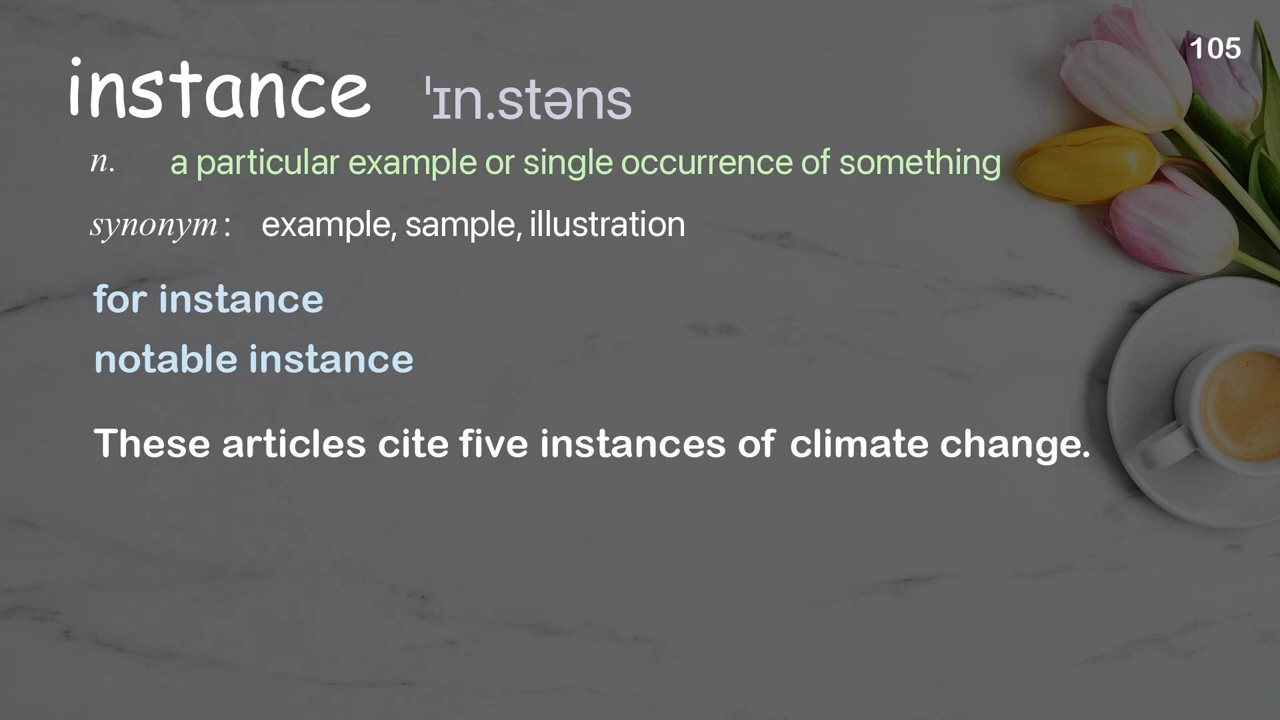 105
instance ˈɪn.stəns
n. a particular example or single occurrence of something
synonym: example, sample, illustration
for instance
notable instance
These articles cite five instances of climate change.